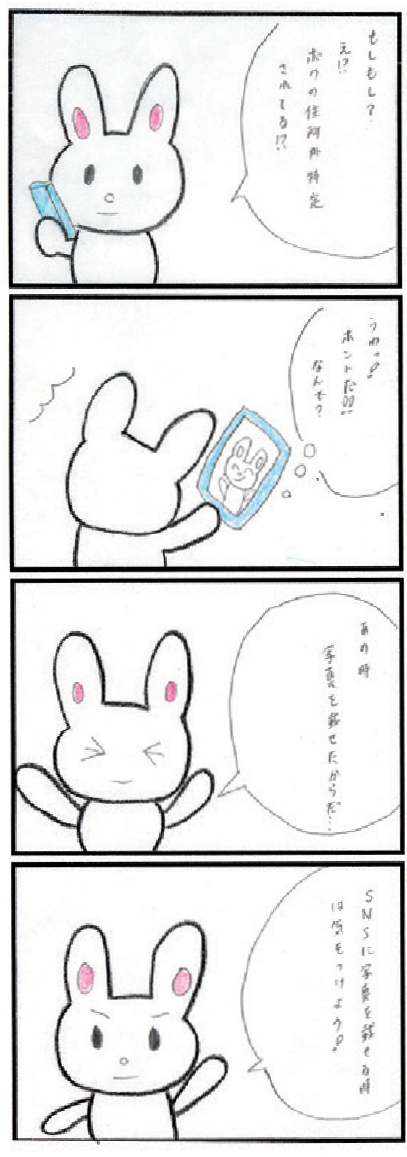 もしもし?
え!?
ボクの住所が特定
されてる!?
うわっ!
ホントだ!!
なんで?
あの時
写真を載せたからだ…
SNSに写真を載せる時
は気をつけよう!